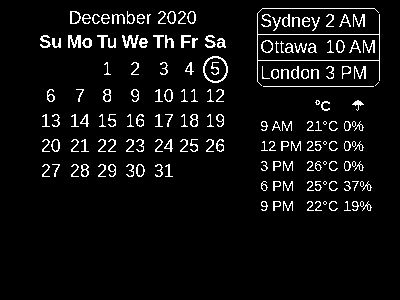 December 2020
Su Mo Tu We Th Fr Sa
1 2 3 4 5
6 7 8 9 10 11 12
13 14 15 16 17 18 19
20 21 22 23 24 25 26
27 28 29 30 31
Sydney 2 AM
Ottawa 10 AM
London 3 PM
°C ☂
9 AM 21°C 0%
12 PM 25°C 0%
3 PM 26°C 0%
6 PM 25°C 37%
9 PM 22°C 19%